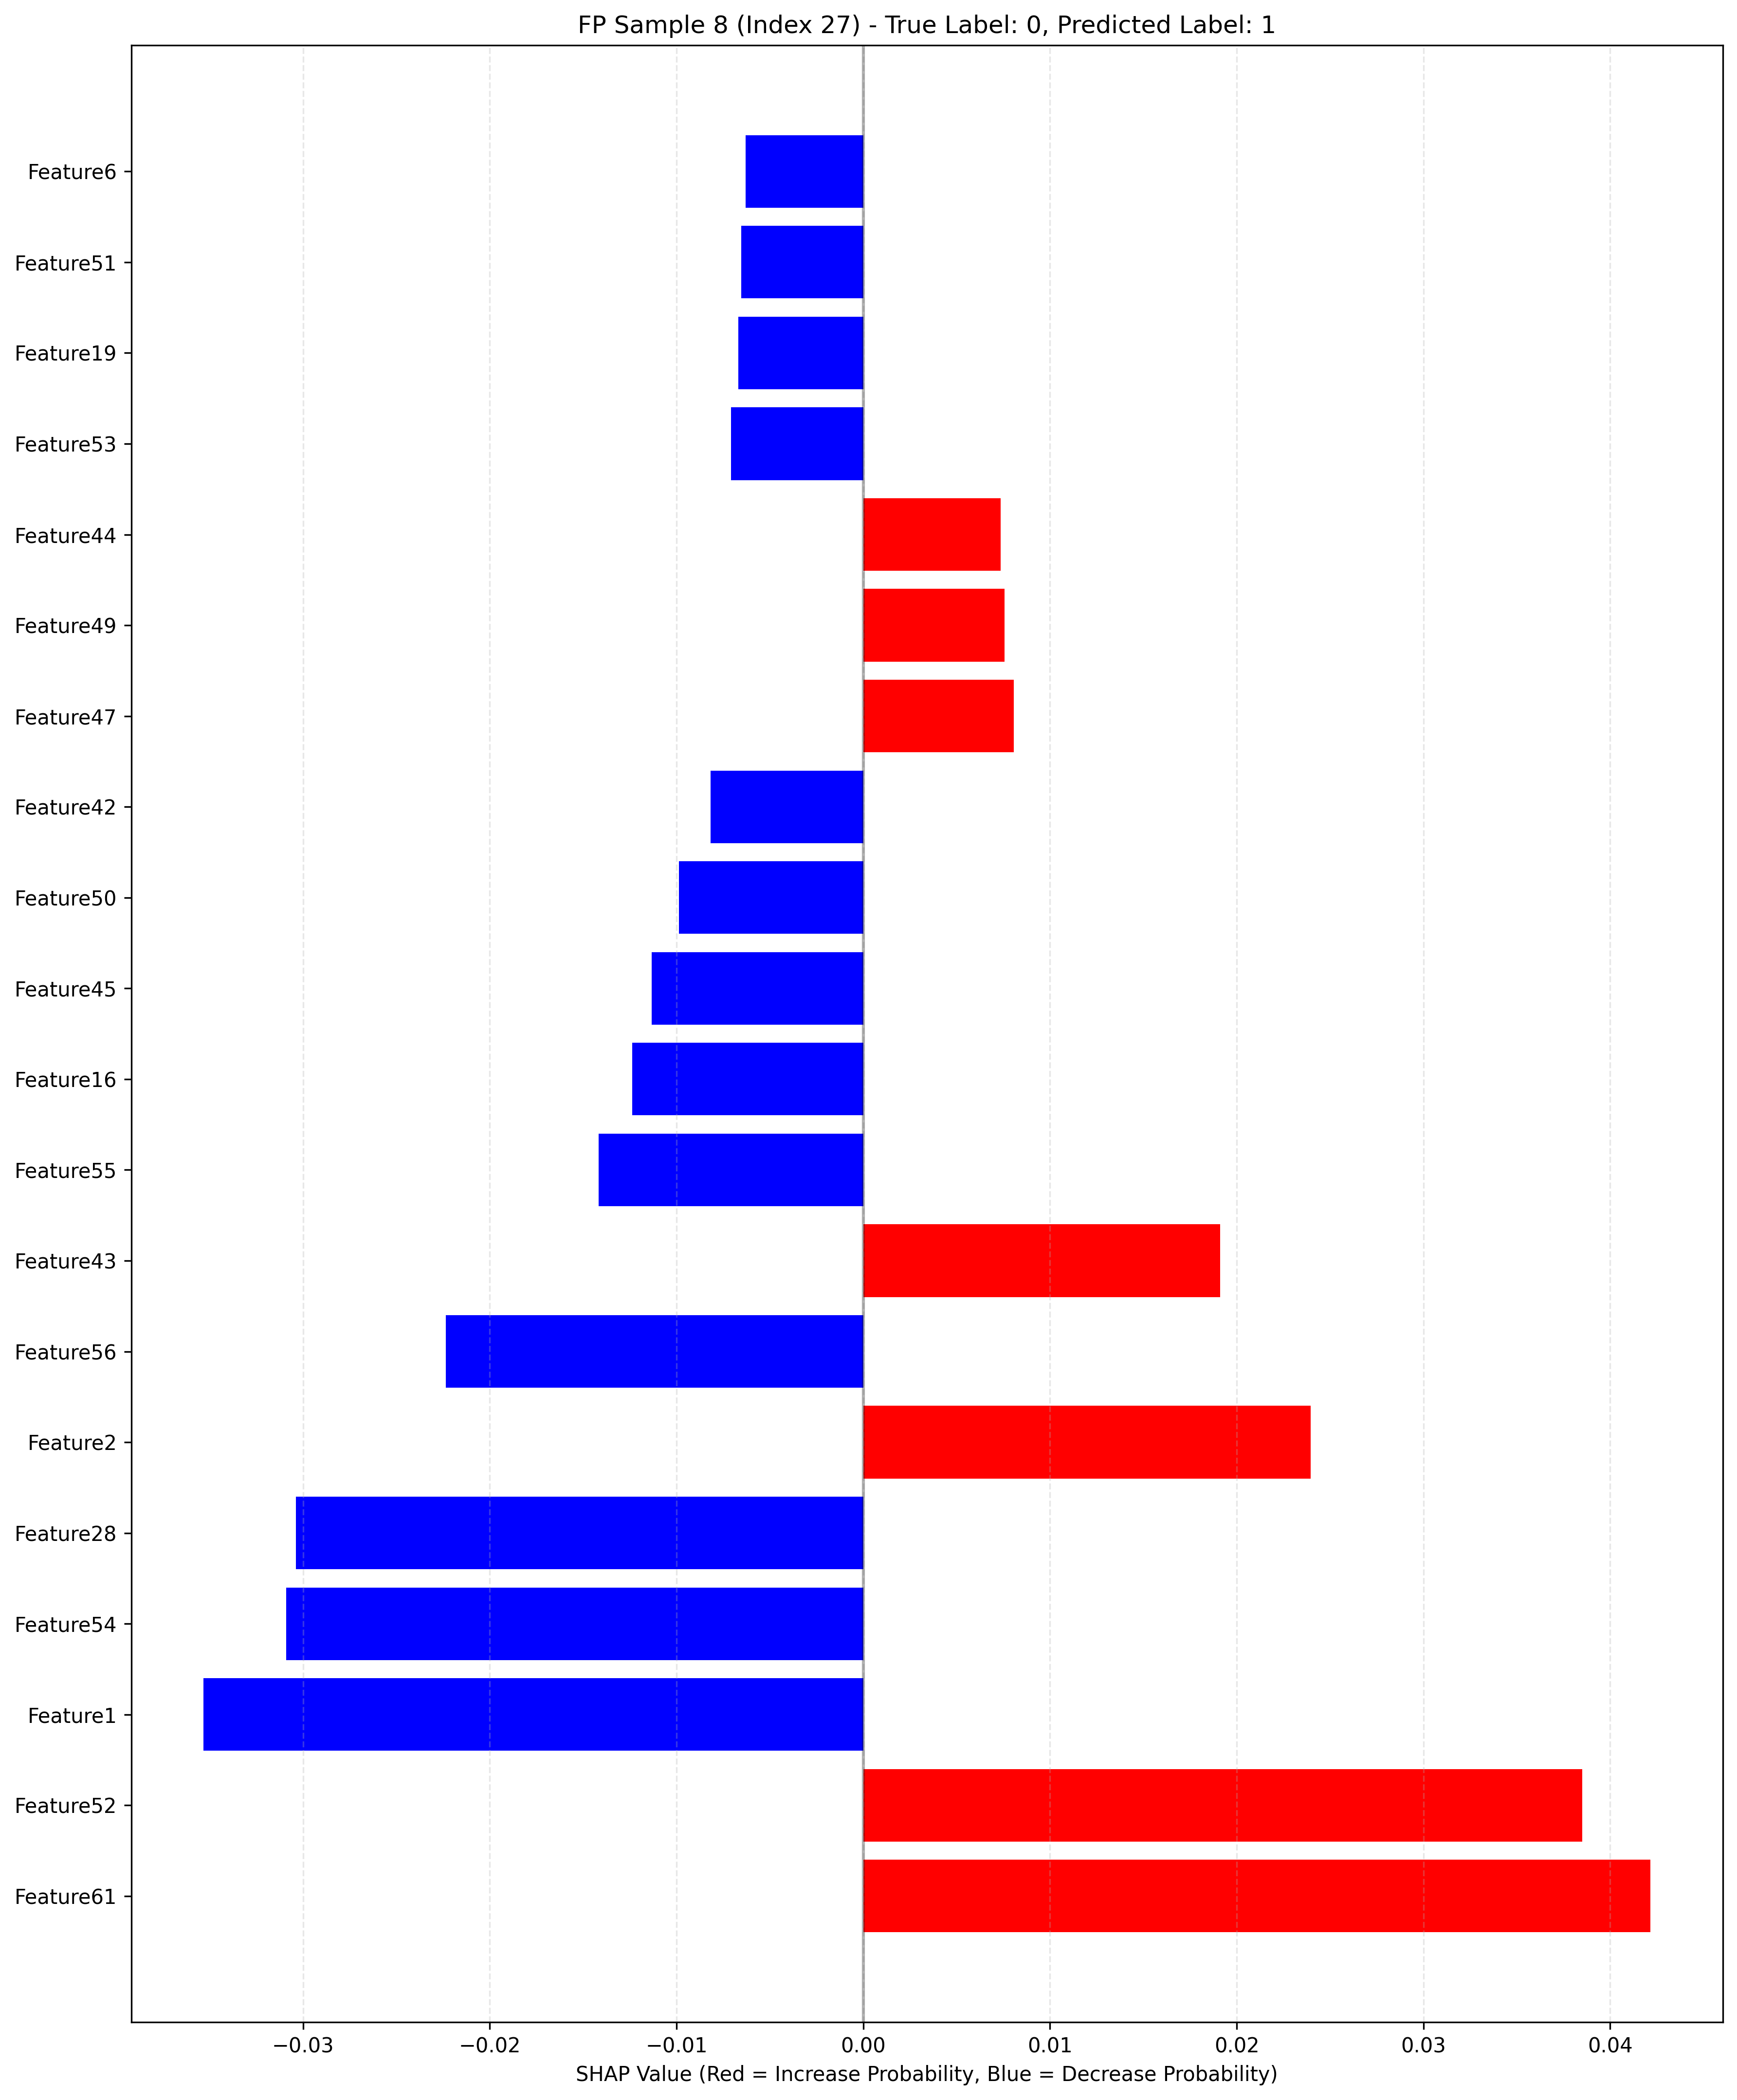 FP Sample 8 (Index 27) - True Label: 0, Predicted Label: 1
Feature6
Feature51
Feature19
Feature53
Feature44
Feature49
Feature47
Feature42
Feature50
Feature45
Feature16
Feature55
Feature43
Feature56
Feature2
Feature28
Feature54
Feature1
Feature52
Feature61
−0.03 −0.02 −0.01 0.00 0.01 0.02 0.03 0.04
SHAP Value (Red = Increase Probability, Blue = Decrease Probability)